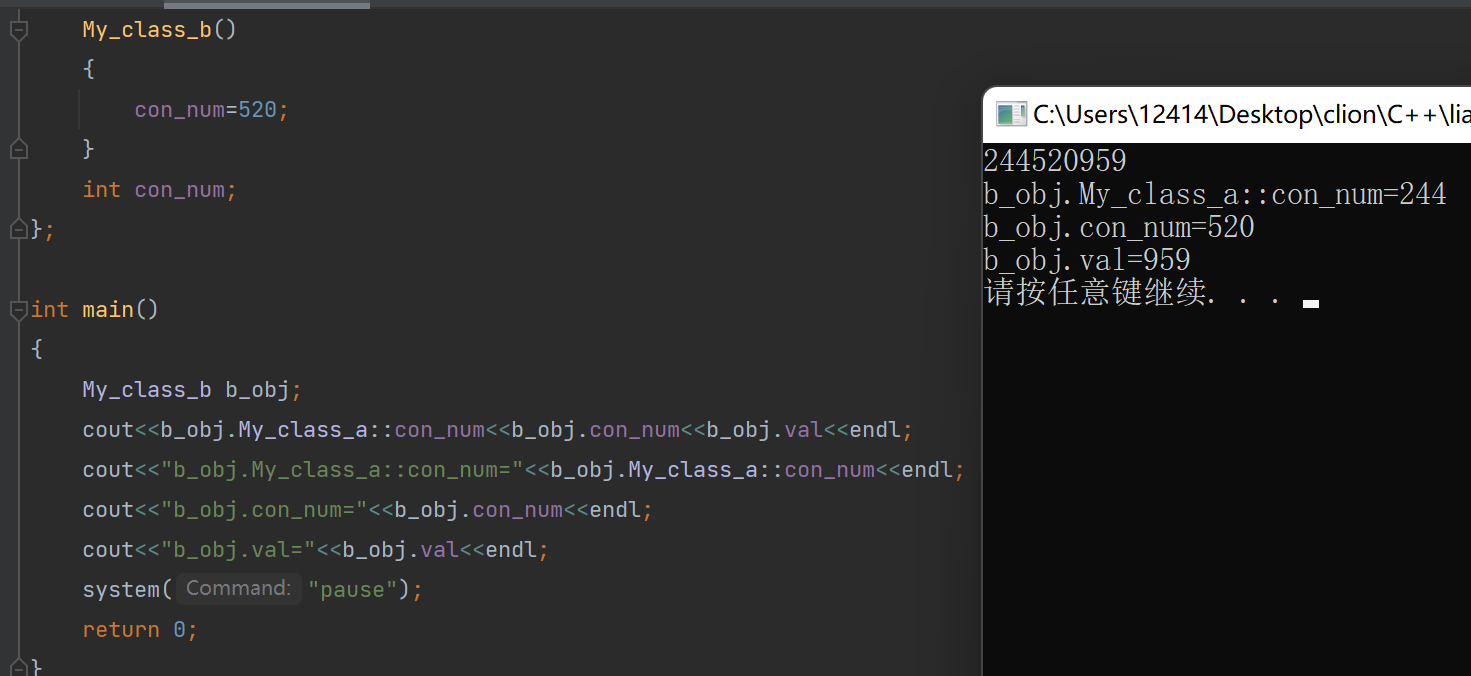 My_class_b()
{
con_num=520;
}
int con_num;
};
int main()
{
My_class_b b_obj;
cout<<b_obj.My_class_a::con_num<<b_obj.con_num<<b_obj.val<<endl;
cout<<"b_obj.My_class_a::con_num="<<b_obj.My_class_a::con_num<<endl;
cout<<"b_obj.con_num="<<b_obj.con_num<<endl;
cout<<"b_obj.val="<<b_obj.val<<endl;
system( Command: "pause");
return 0;
}
C:\Users\12414\Desktop\clion\C++\lia
244520959
b_obj.My_class_a::con_num=244
b_obj.con_num=520
b_obj.val=959
请按任意键继续. . .